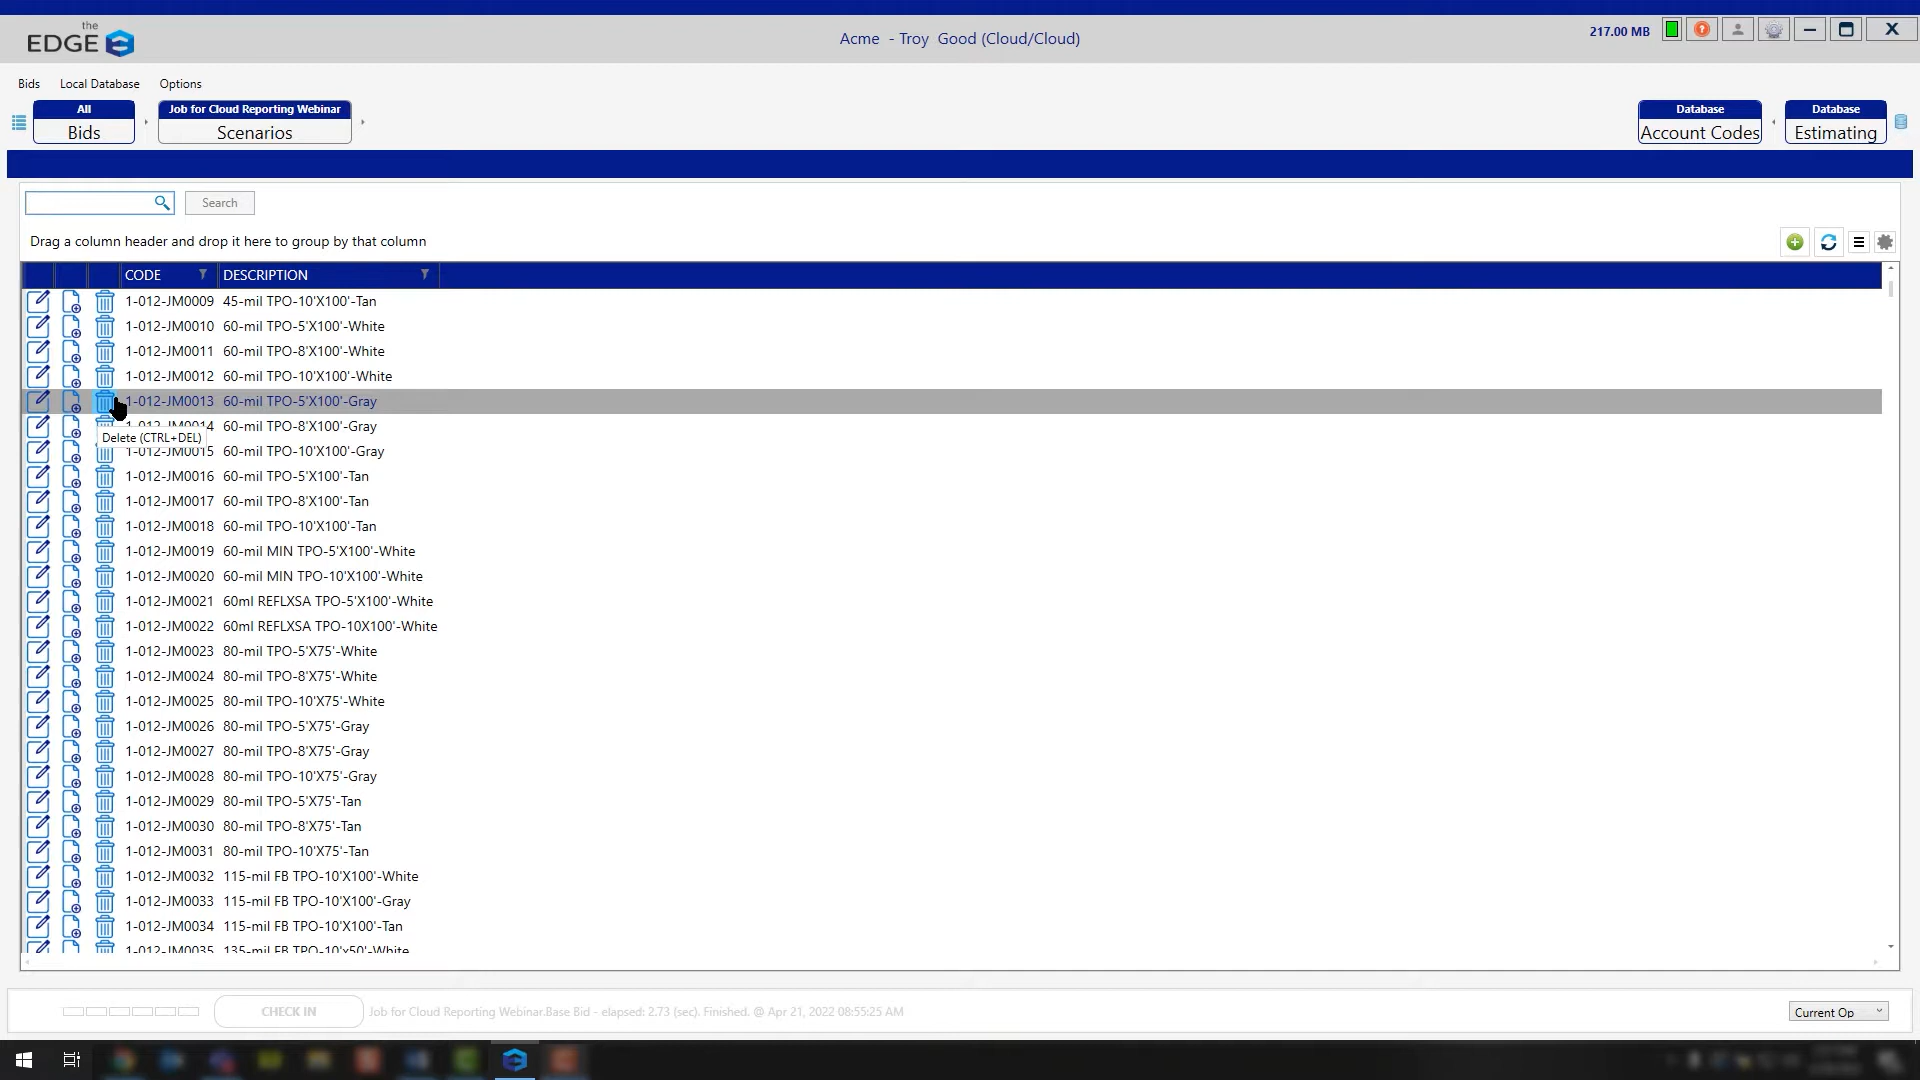 the
EDGE
Acme - Troy Good (Cloud/Cloud)
217.00 MB
X
Bids Local Database Options
All
Bids
Job for Cloud Reporting Webinar
Scenarios
Database
Account Codes
Database
Estimating
Search
Drag a column header and drop it here to group by that column
CODE DESCRIPTION
1-012-JM0009 45-mil TPO-10'X100'-Tan
1-012-JM0010 60-mil TPO-5'X100'-White
1-012-JM0011 60-mil TPO-8'X100'-White
1-012-JM0012 60-mil TPO-10'X100'-White
1-012-JM0013 60-mil TPO-5'X100'-Gray
1-012-JM0014 60-mil TPO-8'X100'-Gray
Delete (CTRL+DEL)
1-012-JM0015 60-mil TPO-10'X100'-Gray
1-012-JM0016 60-mil TPO-5'X100'-Tan
1-012-JM0017 60-mil TPO-8'X100'-Tan
1-012-JM0018 60-mil TPO-10'X100'-Tan
1-012-JM0019 60-mil MIN TPO-5'X100'-White
1-012-JM0020 60-mil MIN TPO-10'X100'-White
1-012-JM0021 60ml REFLXSA TPO-5'X100'-White
1-012-JM0022 60ml REFLXSA TPO-10X100'-White
1-012-JM0023 80-mil TPO-5'X75'-White
1-012-JM0024 80-mil TPO-8'X75'-White
1-012-JM0025 80-mil TPO-10'X75'-White
1-012-JM0026 80-mil TPO-5'X75'-Gray
1-012-JM0027 80-mil TPO-8'X75'-Gray
1-012-JM0028 80-mil TPO-10'X75'-Gray
1-012-JM0029 80-mil TPO-5'X75'-Tan
1-012-JM0030 80-mil TPO-8'X75'-Tan
1-012-JM0031 80-mil TPO-10'X75'-Tan
1-012-JM0032 115-mil FB TPO-10'X100'-White
1-012-JM0033 115-mil FB TPO-10'X100'-Gray
1-012-JM0034 115-mil FB TPO-10'X100'-Tan
1-012-JM0035 135-mil FB TPO-10'x50'-White
CHECK IN
Job for Cloud Reporting Webinar.Base Bid - elapsed: 2.73 (sec). Finished. @ Apr 21, 2022 08:55:25 AM
Current Op